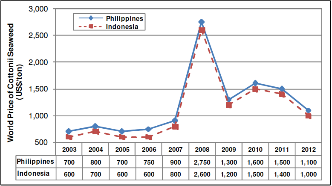 World Price of Cottonii Seaweed
(US$/ton)
3,000
2,500
2,000
1,500
1,000
500
Philippines
Indonesia
2003 2004 2005 2006 2007 2008 2009 2010 2011 2012
Philippines 700 800 700 750 900 2,750 1,300 1,600 1,500 1,100
Indonesia 600 700 600 600 800 2,600 1,200 1,500 1,400 1,000